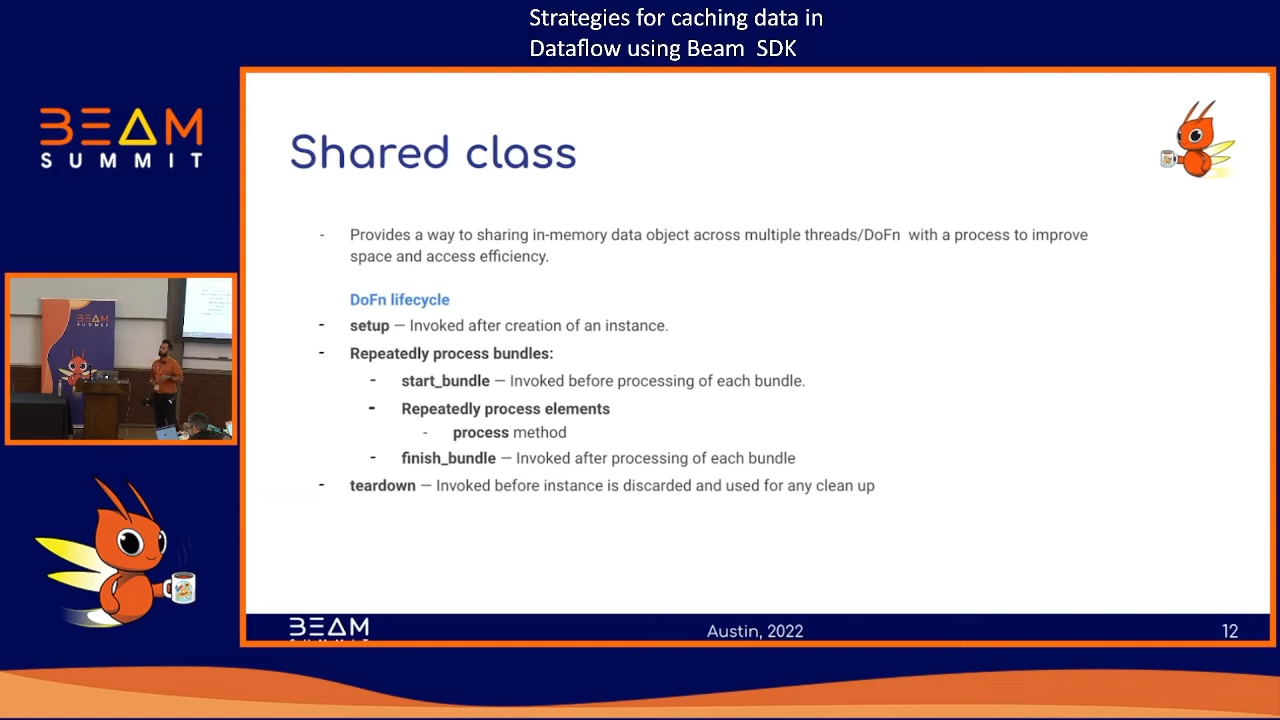 Strategies for caching data in
Dataflow using Beam SDK
BEAM
SUMMIT
Shared class
- Provides a way to sharing in-memory data object across multiple threads/DoFn with a process to improve
space and access efficiency.
DoFn lifecycle
- setup — Invoked after creation of an instance.
- Repeatedly process bundles:
- start_bundle — Invoked before processing of each bundle.
- Repeatedly process elements
- process method
- finish_bundle — Invoked after processing of each bundle
- teardown — Invoked before instance is discarded and used for any clean up
BEAM
SUMMIT
BEAM
Austin, 2022
12